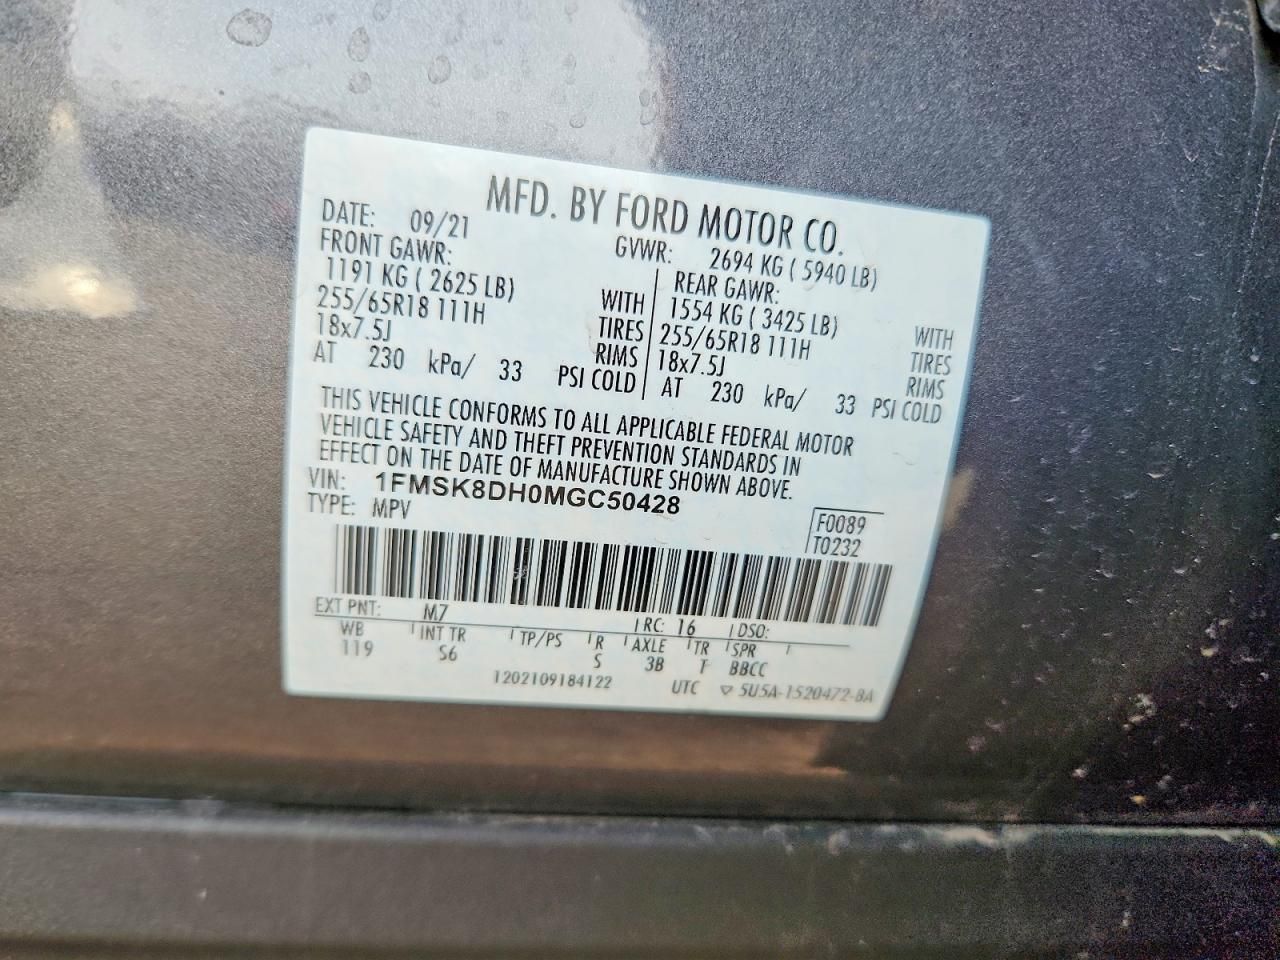 MFD. BY FORD MOTOR CO.
DATE: 09/21 GVWR: 2694 KG ( 5940 LB)
FRONT GAWR: REAR GAWR:
1191 KG ( 2625 LB) WITH 1554 KG ( 3425 LB) WITH
255/65R18 111H TIRES 255/65R18 111H TIRES
18x7.5J RIMS 18x7.5J RIMS
AT 230 kPa/ 33 PSI COLD AT 230 kPa/ 33 PSI COLD
THIS VEHICLE CONFORMS TO ALL APPLICABLE FEDERAL MOTOR
VEHICLE SAFETY AND THEFT PREVENTION STANDARDS IN
EFFECT ON THE DATE OF MANUFACTURE SHOWN ABOVE.
VIN: 1FMSK8DH0MGC50428
TYPE: MPV F0089
T0232
EXT PNT: M7 RC: 16 DSO:
WB INT TR TP/PS R AXLE TR SPR
119 S6 S 3B T BBCC
1202109184122 UTC ▽ 5U5A-1520472-BA